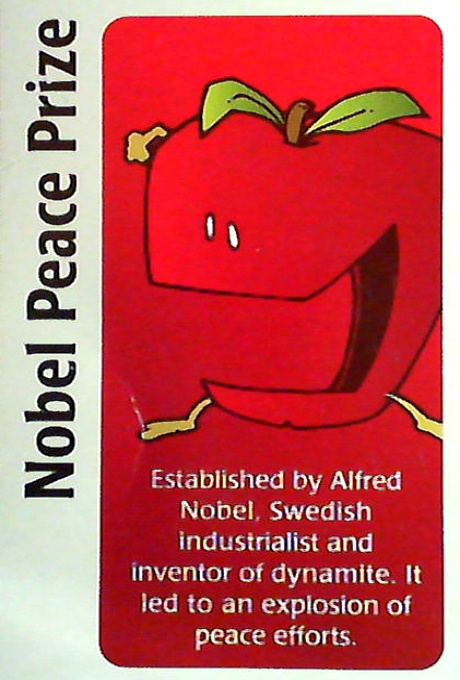 Nobel Peace Prize
Established by Alfred
Nobel, Swedish
industrialist and
inventor of dynamite. It
led to an explosion of
peace efforts.